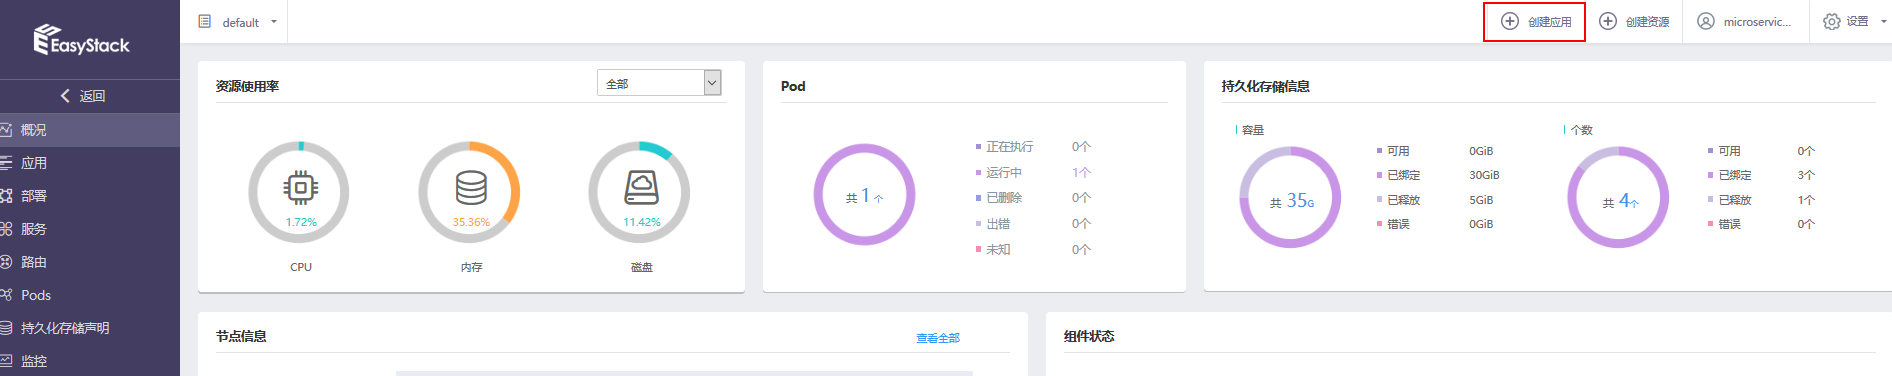 EasyStack
返回
概况
应用
部署
服务
路由
Pods
持久化存储声明
监控
default
创建应用
创建资源
microservic...
设置
资源使用率
全部
1.72%
35.36%
11.42%
CPU
内存
磁盘
Pod
共 1 个
正在执行 0个
运行中 1个
已删除 0个
出错 0个
未知 0个
持久化存储信息
容量
共 35G
可用 0GiB
已绑定 30GiB
已释放 5GiB
错误 0GiB
个数
共 4个
可用 0个
已绑定 3个
已释放 1个
错误 0个
节点信息
查看全部
组件状态